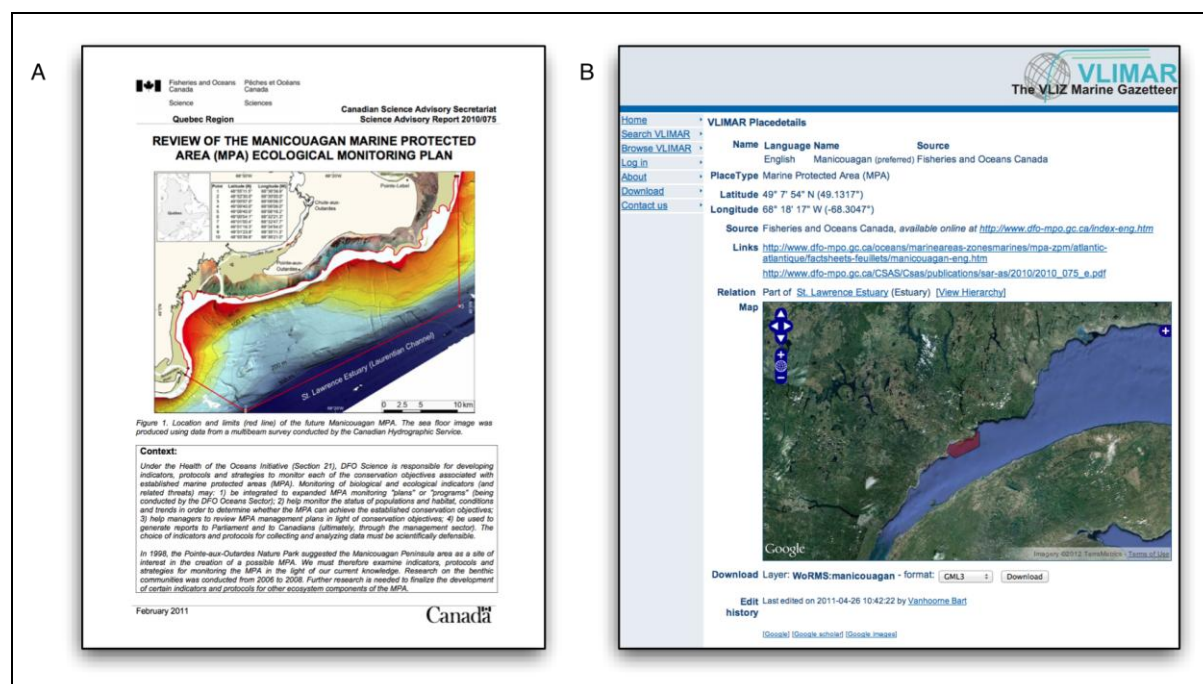 A
Fisheries and Oceans Pêches et Océans
Canada Canada
Science Sciences
Quebec Region
Canadian Science Advisory Secretariat
Science Advisory Report 2010/075
REVIEW OF THE MANICOUAGAN MARINE PROTECTED
AREA (MPA) ECOLOGICAL MONITORING PLAN
Point Latitude (N) Longitude (W)
Québec
Pointe-Lebel
Chute-aux-
Outardes
Pointe-aux-
Outardes
St. Lawrence Estuary (Laurentian Channel)
0 2.5 5 10 km
Figure 1. Location and limits (red line) of the future Manicouagan MPA. The sea floor image was
produced using data from a multibeam survey conducted by the Canadian Hydrographic Service.
Context:
Under the Health of the Oceans Initiative (Section 21), DFO Science is responsible for developing
indicators, protocols and strategies to monitor each of the conservation objectives associated with
established marine protected areas (MPA). Monitoring of biological and ecological indicators (and
related threats) may: 1) be integrated to expanded MPA monitoring "plans" or "programs" (being
conducted by the DFO Oceans Sector); 2) help monitor the status of populations and habitat, conditions
and trends in order to determine whether the MPA can achieve the established conservation objectives;
3) help managers to review MPA management plans in light of conservation objectives; 4) be used to
generate reports to Parliament and to Canadians (ultimately, through the management sector). The
choice of indicators and protocols for collecting and analyzing data must be scientifically defensible.
In 1998, the Pointe-aux-Outardes Nature Park suggested the Manicouagan Peninsula area as a site of
interest in the creation of a possible MPA. We must therefore examine indicators, protocols and
strategies for monitoring the MPA in the light of our current knowledge. Research on the benthic
communities was conducted from 2006 to 2008. Further research is needed to finalize the development
of certain indicators and protocols for other ecosystem components of the MPA.
February 2011
Canada
B
VLIMAR
The VLIZ Marine Gazetteer
Home
Search VLIMAR
Browse VLIMAR
Log in
About
Download
Contact us
VLIMAR Placedetails
Name Language Name Source
English Manicouagan (preferred) Fisheries and Oceans Canada
PlaceType Marine Protected Area (MPA)
Latitude 49° 7' 54" N (49.1317°)
Longitude 68° 18' 17" W (-68.3047°)
Source Fisheries and Oceans Canada, available online at http://www.dfo-mpo.gc.ca/index-eng.htm
Links http://www.dfo-mpo.gc.ca/oceans/marineareas-zonesmarines/mpa-zpm/atlantic-
atlantique/factsheets-feuillets/manicouagan-eng.htm
http://www.dfo-mpo.gc.ca/CSAS/Csas/publications/sar-as/2010/2010_075_e.pdf
Relation Part of St. Lawrence Estuary (Estuary) [View Hierarchy]
Map
Google
Imagery ©2012 TerraMetrics - Terms of Use
Download Layer: WoRMS:manicouagan - format: GML3 Download
Edit Last edited on 2011-04-26 10:42:22 by Vanhoorne Bart
history
[Google] [Google scholar] [Google images]